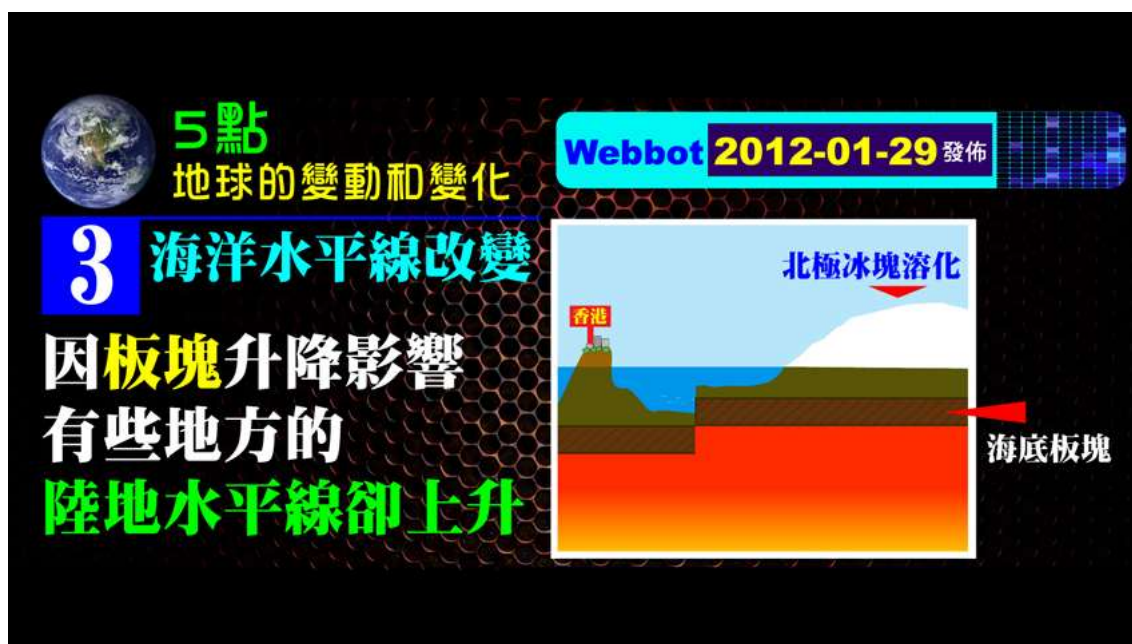 5點
地球的變動和變化
Webbot 2012-01-29 發佈
3 海洋水平線改變
因板塊升降影響
有些地方的
陸地水平線卻上升
北極冰塊溶化
香港
海底板塊